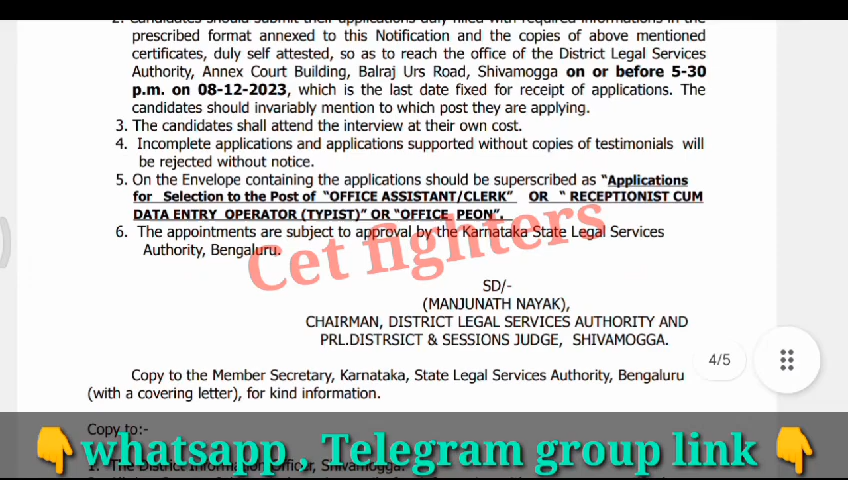 2. Candidates should submit their applications duly filled with required informations in the
prescribed format annexed to this Notification and the copies of above mentioned
certificates, duly self attested, so as to reach the office of the District Legal Services
Authority, Annex Court Building, Balraj Urs Road, Shivamogga on or before 5-30
p.m. on 08-12-2023, which is the last date fixed for receipt of applications. The
candidates should invariably mention to which post they are applying.
3. The candidates shall attend the interview at their own cost.
4. Incomplete applications and applications supported without copies of testimonials will
be rejected without notice.
5. On the Envelope containing the applications should be superscribed as "Applications
for Selection to the Post of "OFFICE ASSISTANT/CLERK" OR " RECEPTIONIST CUM
DATA ENTRY OPERATOR (TYPIST)" OR "OFFICE PEON".
6. The appointments are subject to approval by the Karnataka State Legal Services
Authority, Bengaluru.
Cet fighters
SD/-
(MANJUNATH NAYAK),
CHAIRMAN, DISTRICT LEGAL SERVICES AUTHORITY AND
PRL.DISTRSICT & SESSIONS JUDGE, SHIVAMOGGA.
4/5
Copy to the Member Secretary, Karnataka, State Legal Services Authority, Bengaluru
(with a covering letter), for kind information.
Copy to:-
👇whatsapp , Telegram group link 👇
1. The District Information Officer, Shivamogga.